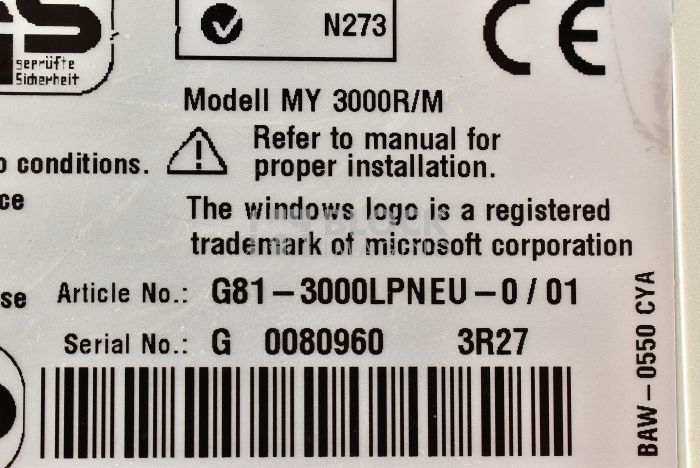 GS
geprüfte
Sicherheit
N273
CE
Modell MY 3000R/M
Refer to manual for
proper installation.
conditions.
ce
The windows logo is a registered
trademark of microsoft corporation
BLOCK
se
Article No.: G81-3000LPNEU-0/01
Serial No.: G 0080960 3R27
BAW-0550 CYA